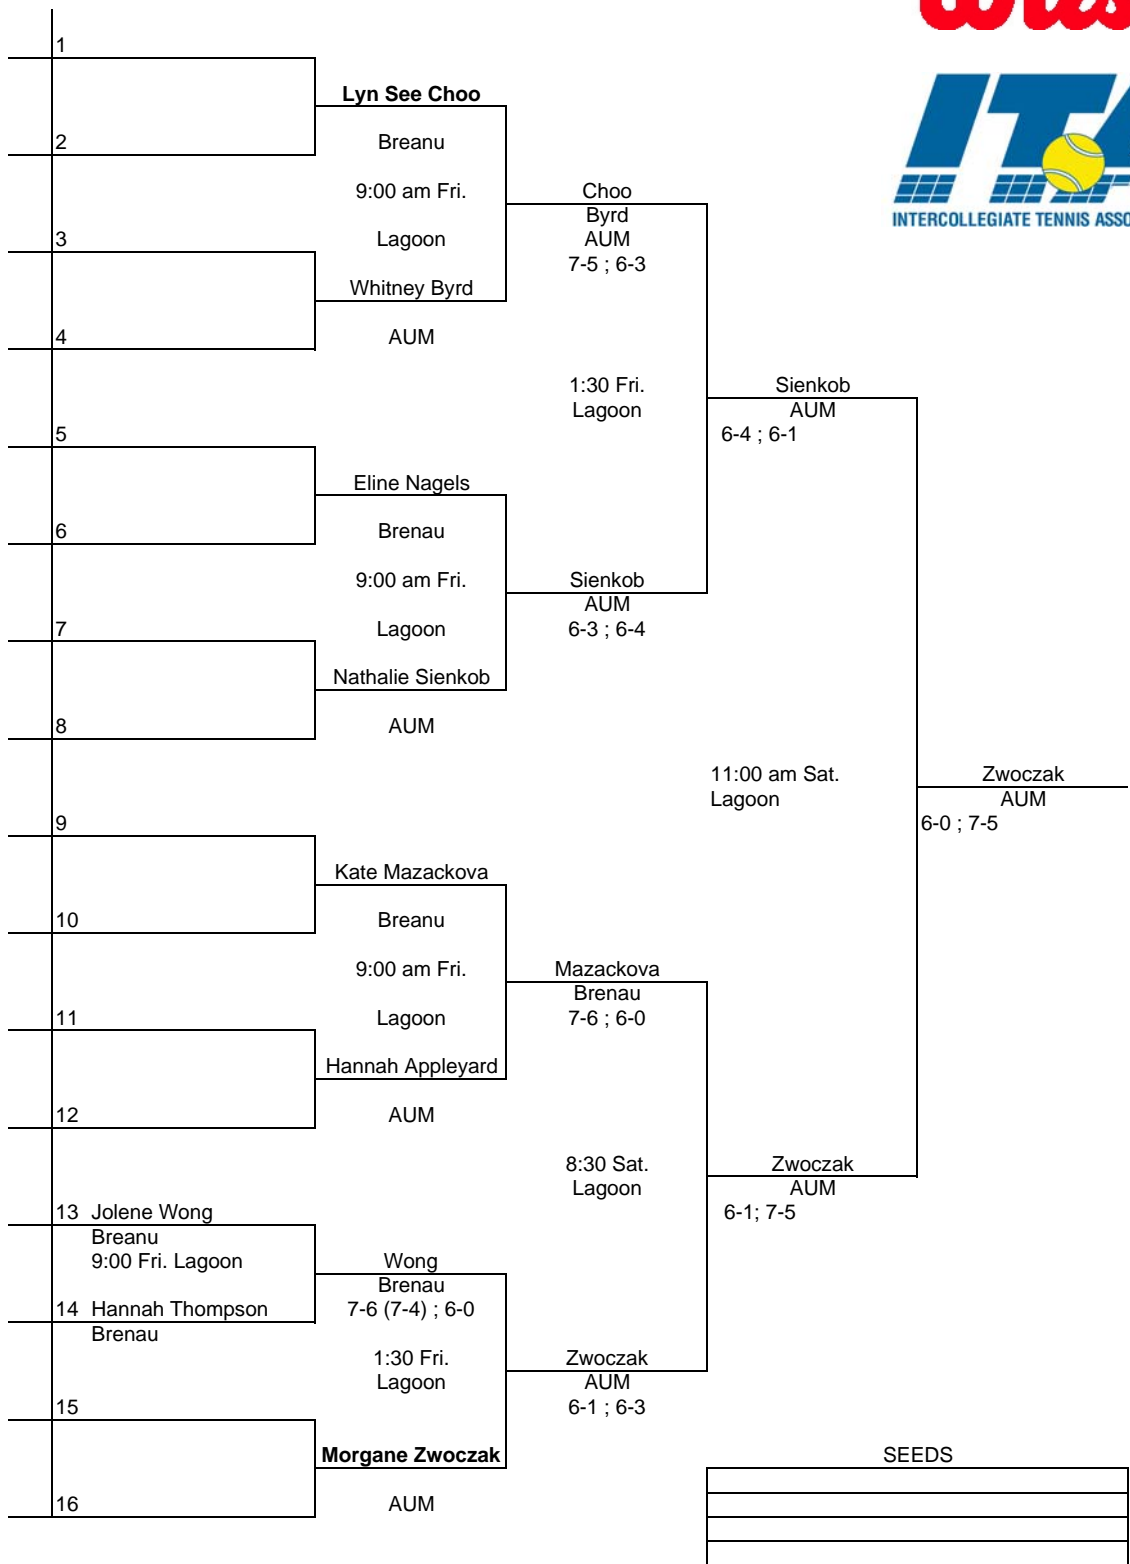 1
Lyn See Choo
2
Breanu
9:00 am Fri.
Choo
Byrd
3
Lagoon
AUM
7-5 ; 6-3
Whitney Byrd
4
AUM
1:30 Fri.
Lagoon
Sienkob
AUM
6-4 ; 6-1
5
Eline Nagels
6
Brenau
9:00 am Fri.
Sienkob
AUM
6-3 ; 6-4
7
Lagoon
Nathalie Sienkob
8
AUM
11:00 am Sat.
Lagoon
Zwoczak
AUM
6-0 ; 7-5
9
Kate Mazackova
10
Breanu
9:00 am Fri.
Mazackova
Brenau
7-6 ; 6-0
11
Lagoon
Hannah Appleyard
12
AUM
8:30 Sat.
Lagoon
Zwoczak
AUM
6-1; 7-5
13 Jolene Wong
Breanu
9:00 Fri. Lagoon
Wong
Brenau
7-6 (7-4) ; 6-0
14 Hannah Thompson
Brenau
1:30 Fri.
Lagoon
Zwoczak
AUM
6-1 ; 6-3
15
Morgane Zwoczak
16
AUM
SEEDS
ITA
INTERCOLLEGIATE TENNIS ASSO